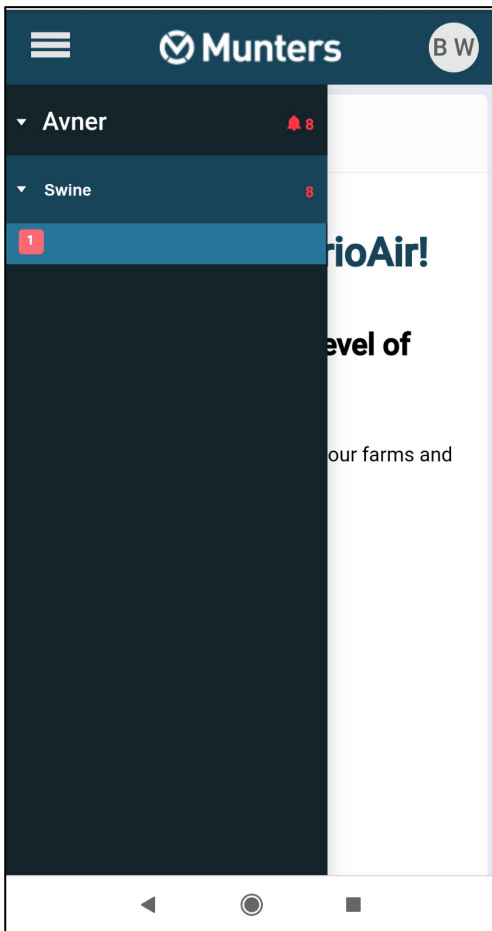 Munters
B W
Avner
8
Swine
8
1
rioAir!
evel of
our farms and